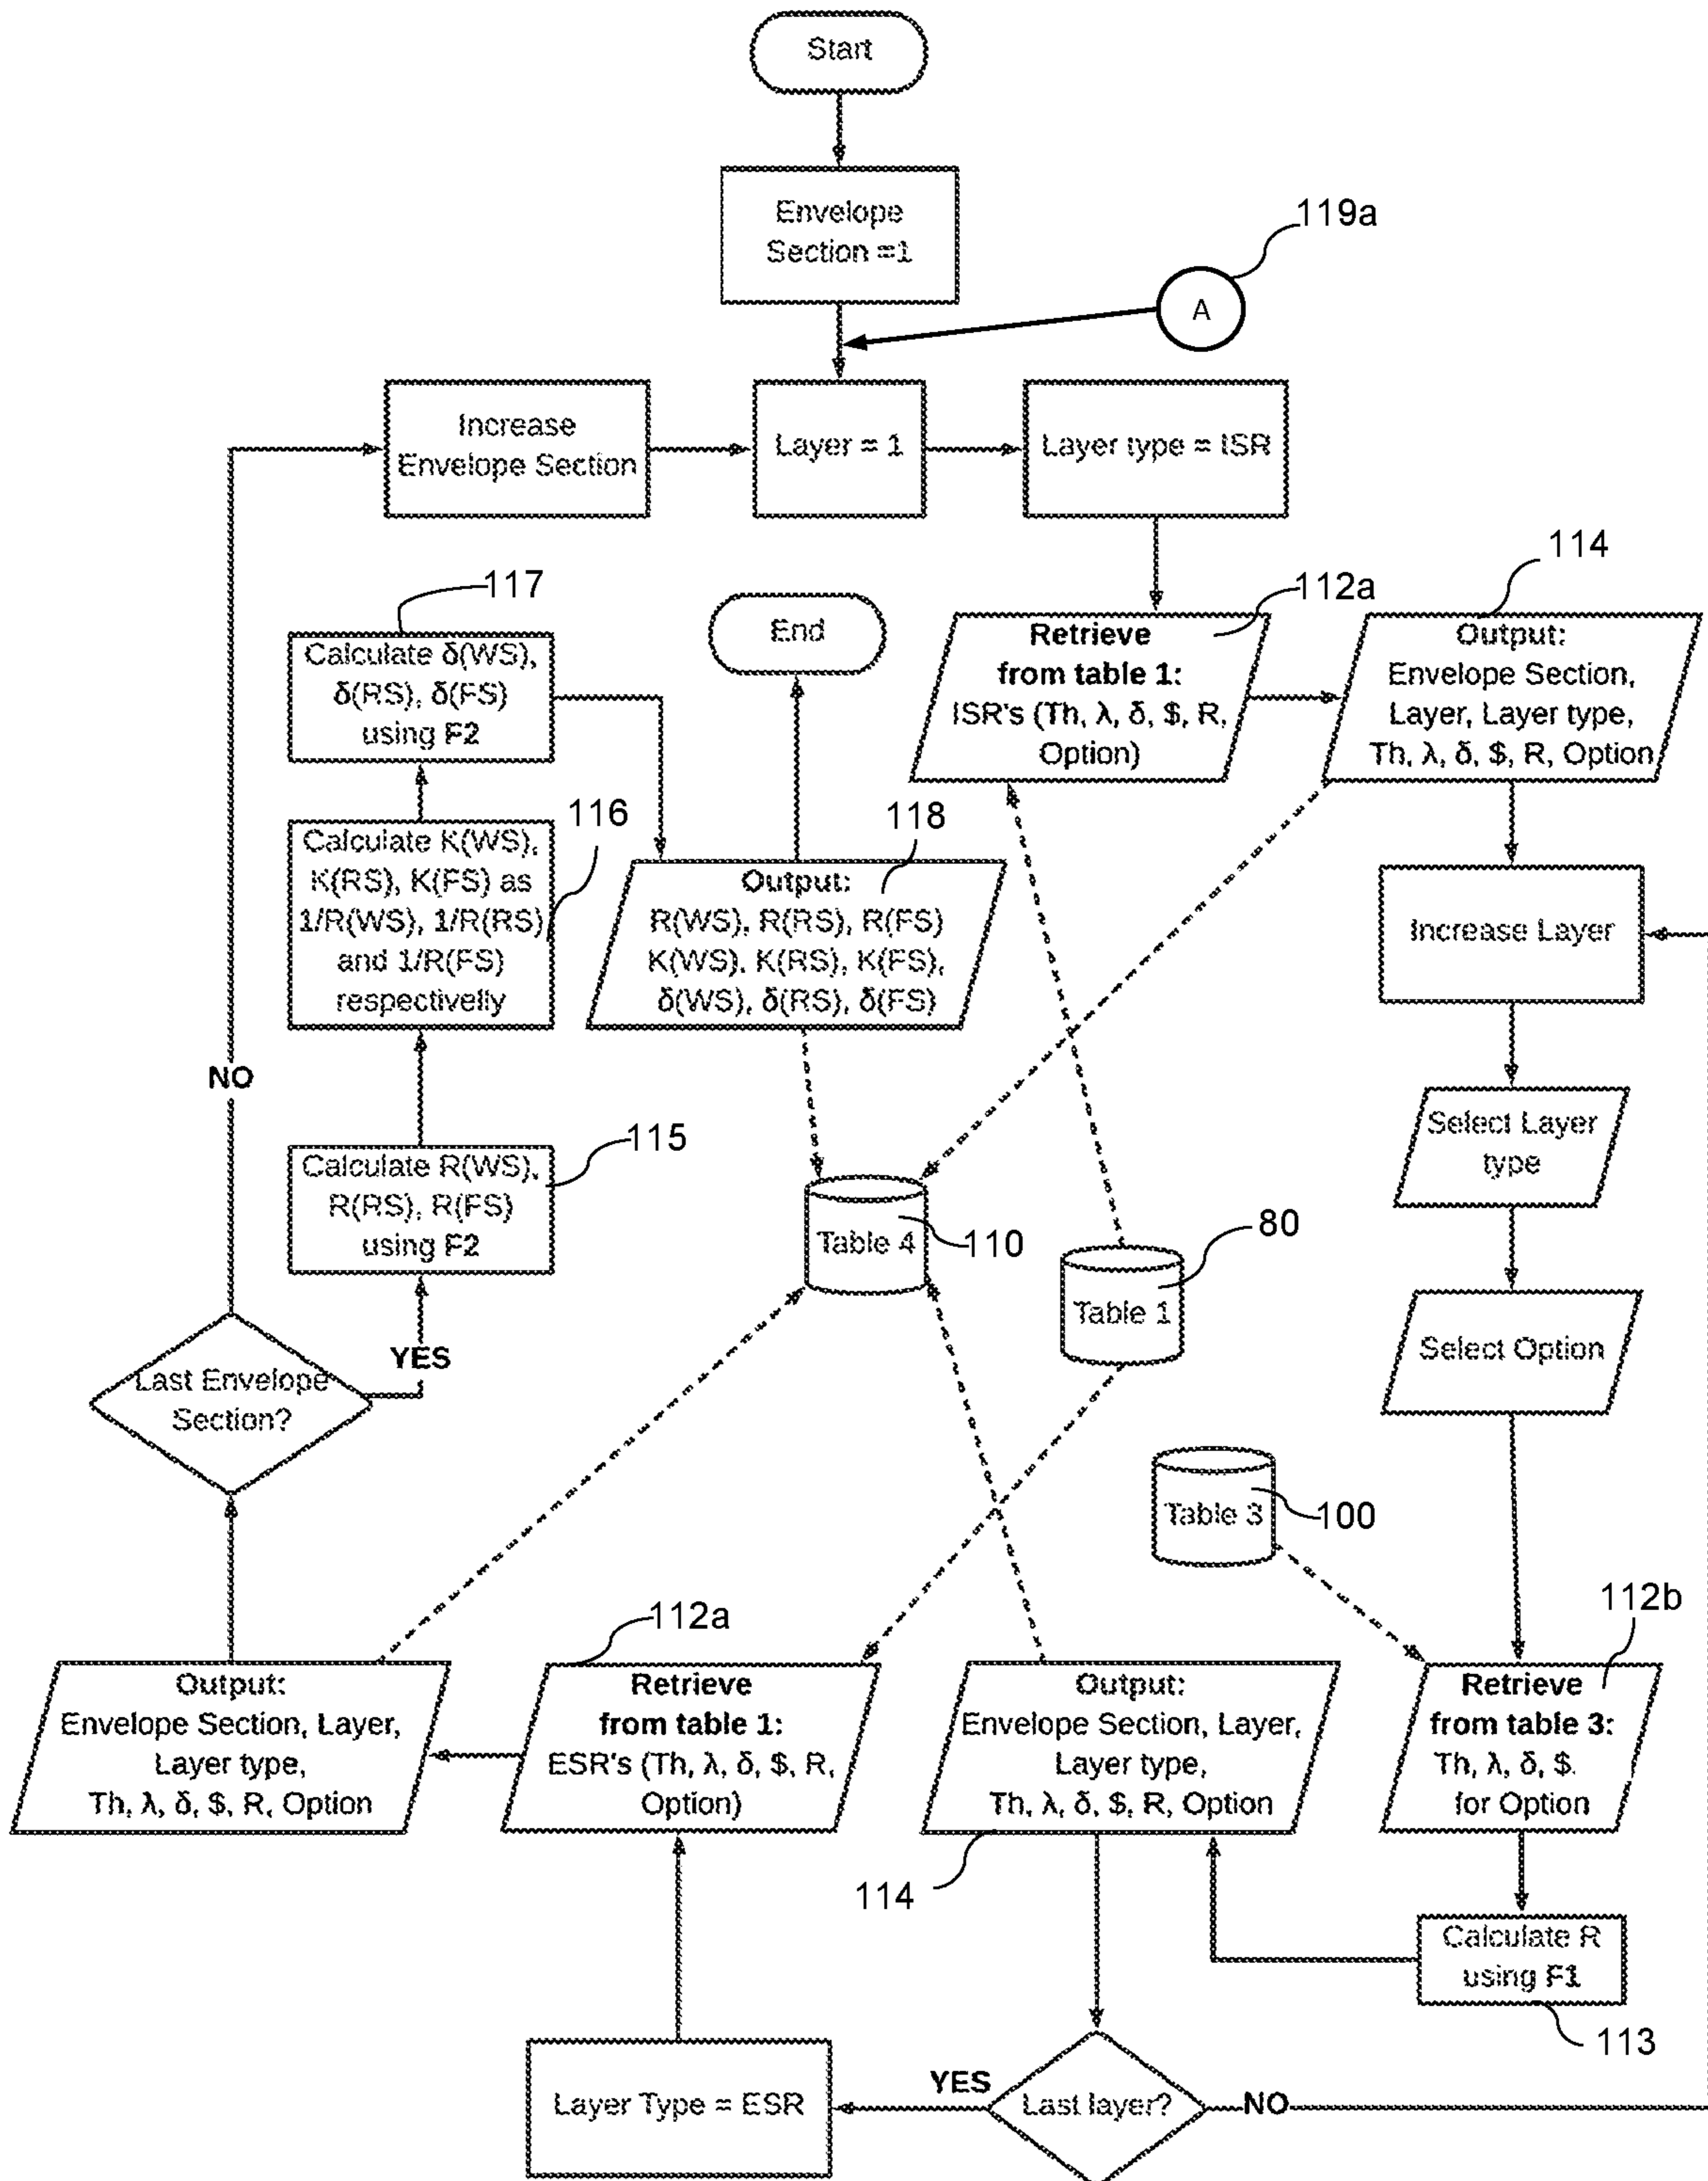 Start
Envelope
Section =1
119a
A
Increase
Envelope Section
Layer = 1
Layer type = ISR
117
Calculate δ(WS),
δ(RS), δ(FS)
using F2
End
112a
Retrieve
from table 1:
ISR's (Th, λ, δ, $, R,
Option)
114
Output:
Envelope Section,
Layer, Layer type,
Th, λ, δ, $, R, Option
116
Calculate K(WS),
K(RS), K(FS) as
1/R(WS), 1/R(RS)
and 1/R(FS)
respectivelly
118
Output:
R(WS), R(RS), R(FS)
K(WS), K(RS), K(FS),
δ(WS), δ(RS), δ(FS)
Increase Layer
NO
Select Layer
type
115
Calculate R(WS),
R(RS), R(FS)
using F2
Table 4
110
80
Table 1
Select Option
YES
Last Envelope
Section?
Table 3
100
112a
112b
Output:
Envelope Section, Layer,
Layer type,
Th, λ, δ, $, R, Option
Retrieve
from table 1:
ESR's (Th, λ, δ, $, R,
Option)
Output:
Envelope Section, Layer,
Layer type,
Th, λ, δ, $, R, Option
Retrieve
from table 3:
Th, λ, δ, $.
for Option
114
Calculate R
using F1
113
Layer Type = ESR
YES
Last layer?
NO